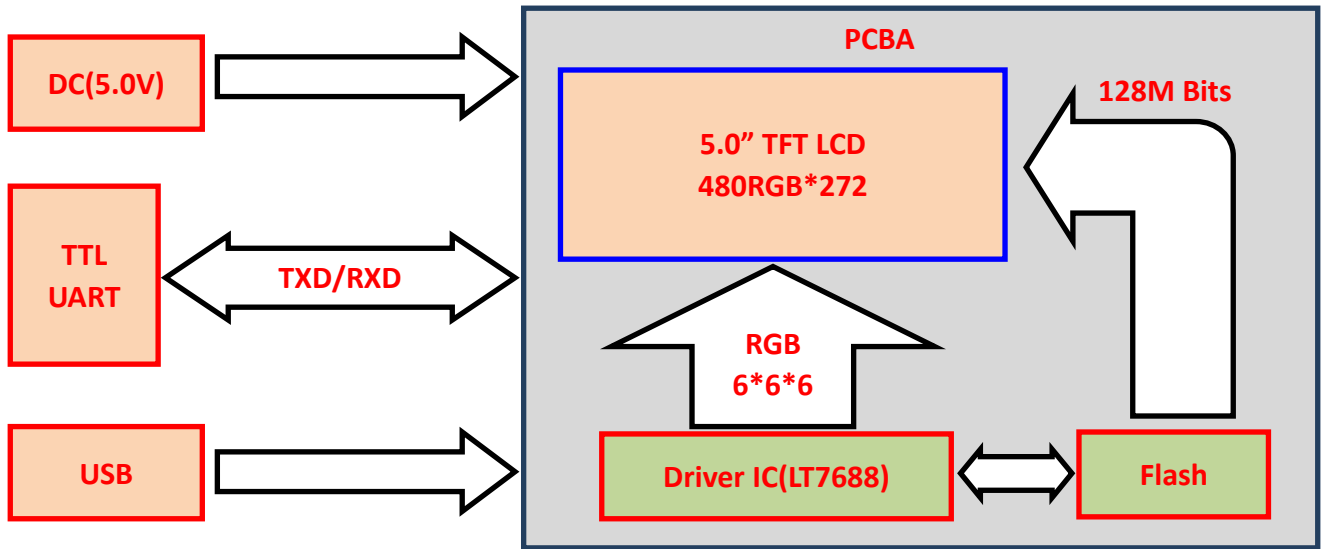 PCBA
DC(5.0V)
128M Bits
5.0” TFT LCD
480RGB*272
TTL
UART
TXD/RXD
RGB
6*6*6
USB
Driver IC(LT7688)
Flash